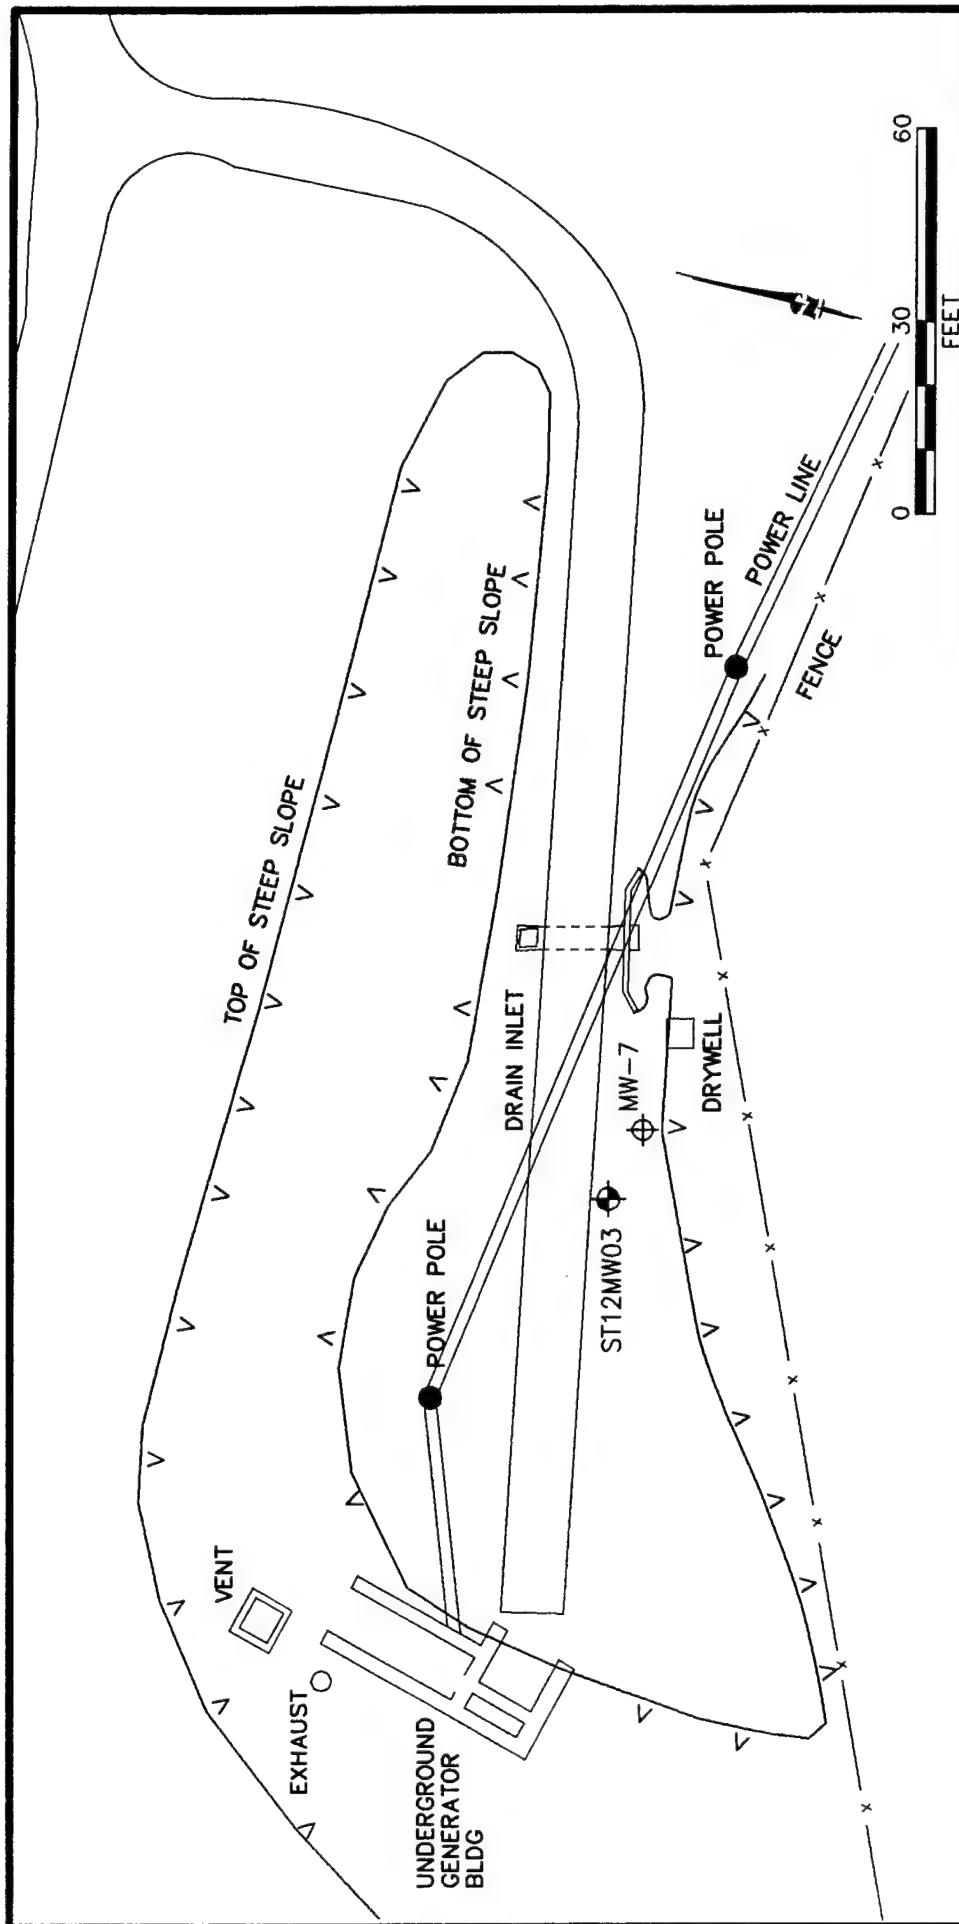 VENT
EXHAUST
UNDERGROUND
GENERATOR
BLDG
TOP OF STEEP SLOPE
BOTTOM OF STEEP SLOPE
POWER POLE
DRAIN INLET
ST12MW03
MW-7
DRYWELL
POWER POLE
POWER LINE
FENCE
N
0 30 60
FEET